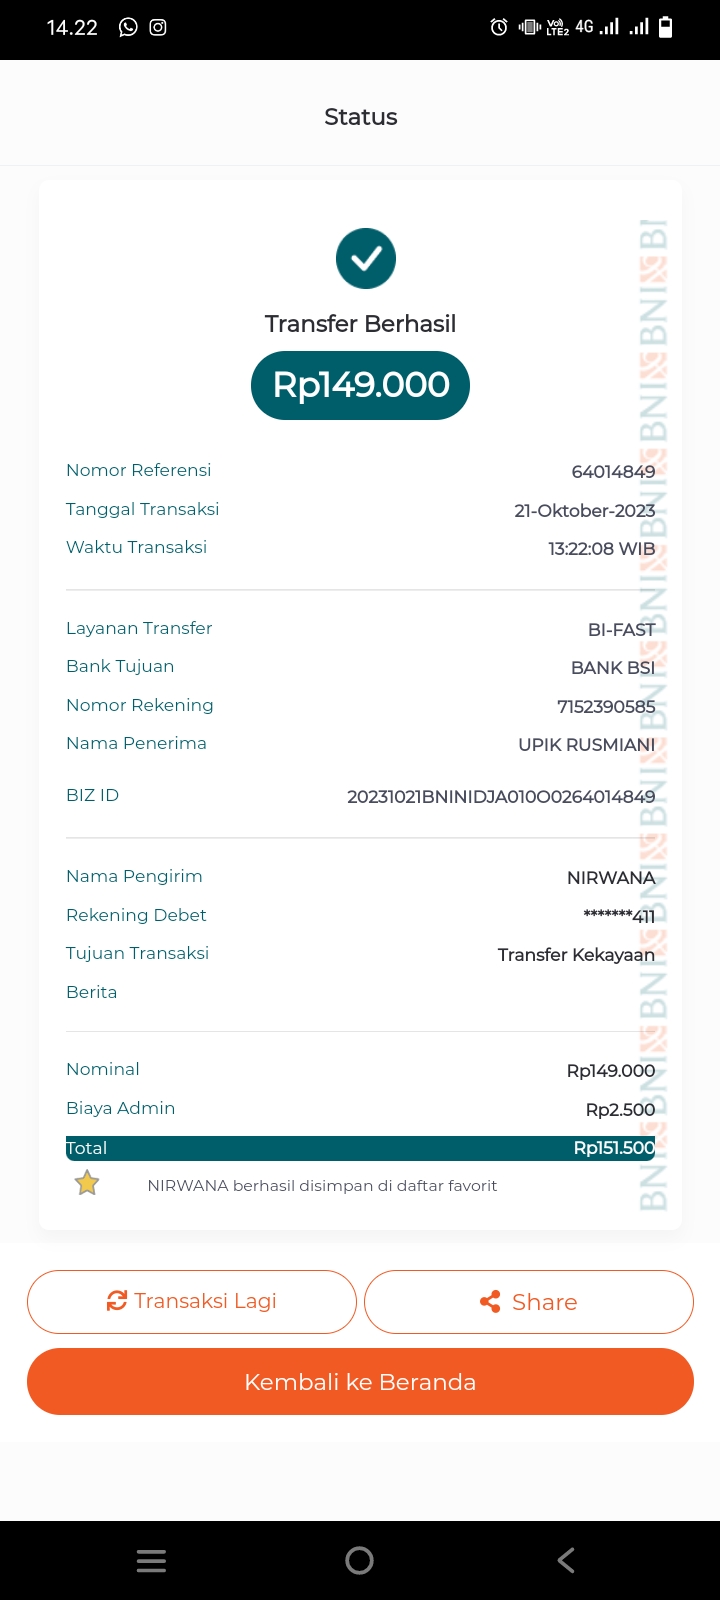 14.22
Vo) LTE2 4G
Status
Transfer Berhasil
Rp149.000
Nomor Referensi 64014849
Tanggal Transaksi 21-Oktober-2023
Waktu Transaksi 13:22:08 WIB
Layanan Transfer BI-FAST
Bank Tujuan BANK BSI
Nomor Rekening 7152390585
Nama Penerima UPIK RUSMIANI
BIZ ID 20231021BNINIDJA010O0264014849
Nama Pengirim NIRWANA
Rekening Debet *******411
Tujuan Transaksi Transfer Kekayaan
Berita
Nominal Rp149.000
Biaya Admin Rp2.500
Total Rp151.500
NIRWANA berhasil disimpan di daftar favorit
BNI BNI BNI BNI BNI BNI BNI BNI BNI BNI BI
Transaksi Lagi
Share
Kembali ke Beranda